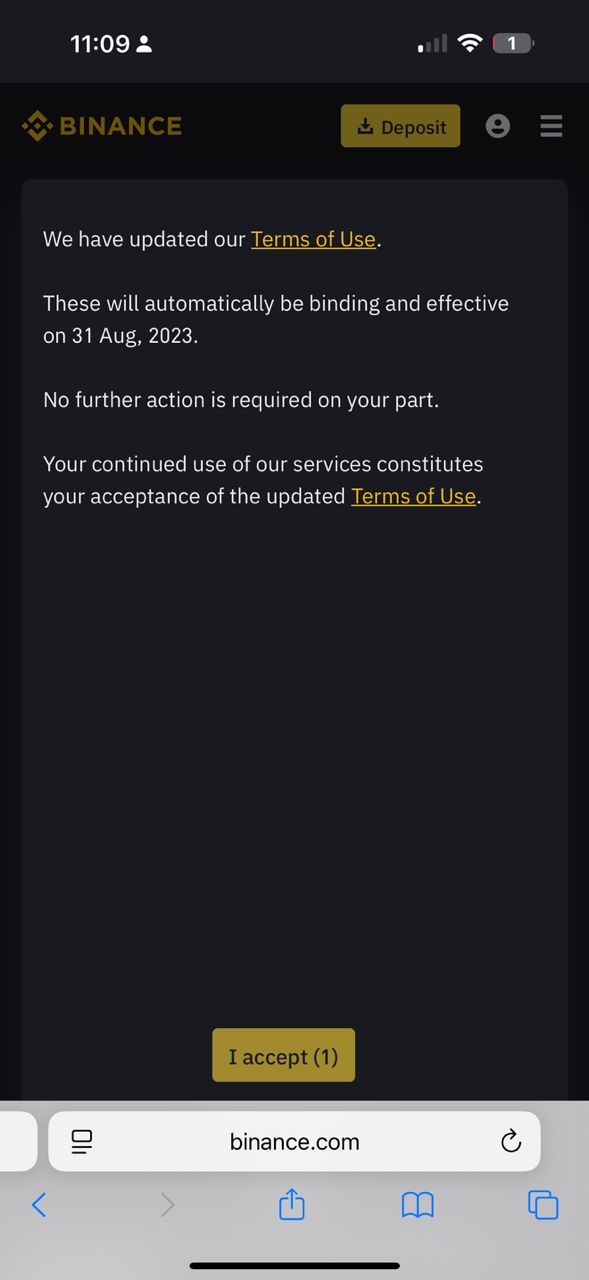 11:09
1
BINANCE
Deposit
We have updated our Terms of Use.
These will automatically be binding and effective
on 31 Aug, 2023.
No further action is required on your part.
Your continued use of our services constitutes
your acceptance of the updated Terms of Use.
I accept (1)
binance.com